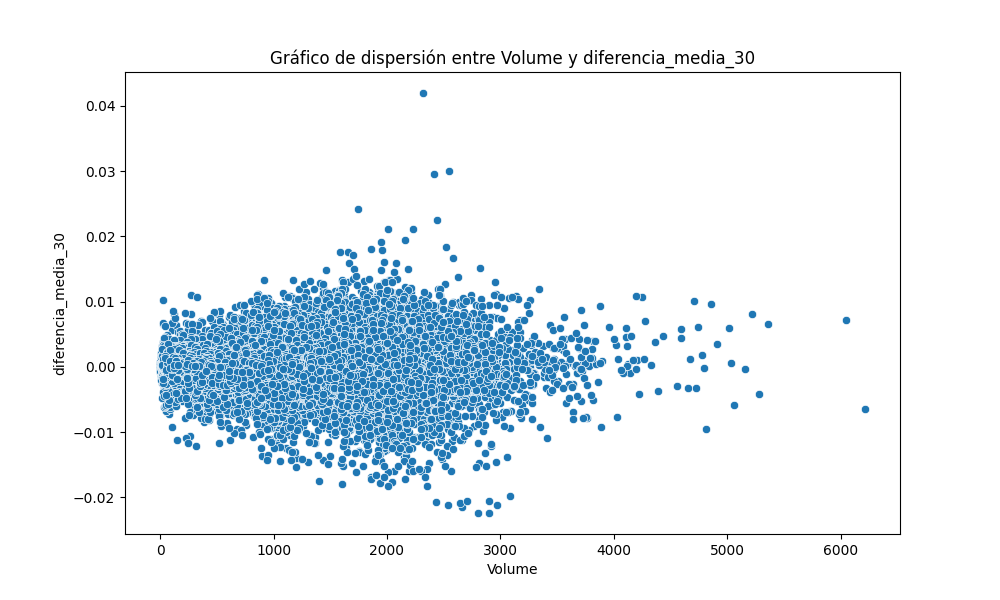 Gráfico de dispersión entre Volume y diferencia_media_30
0.04
0.03
0.02
0.01
0.00
−0.01
−0.02
diferencia_media_30
0 1000 2000 3000 4000 5000 6000
Volume